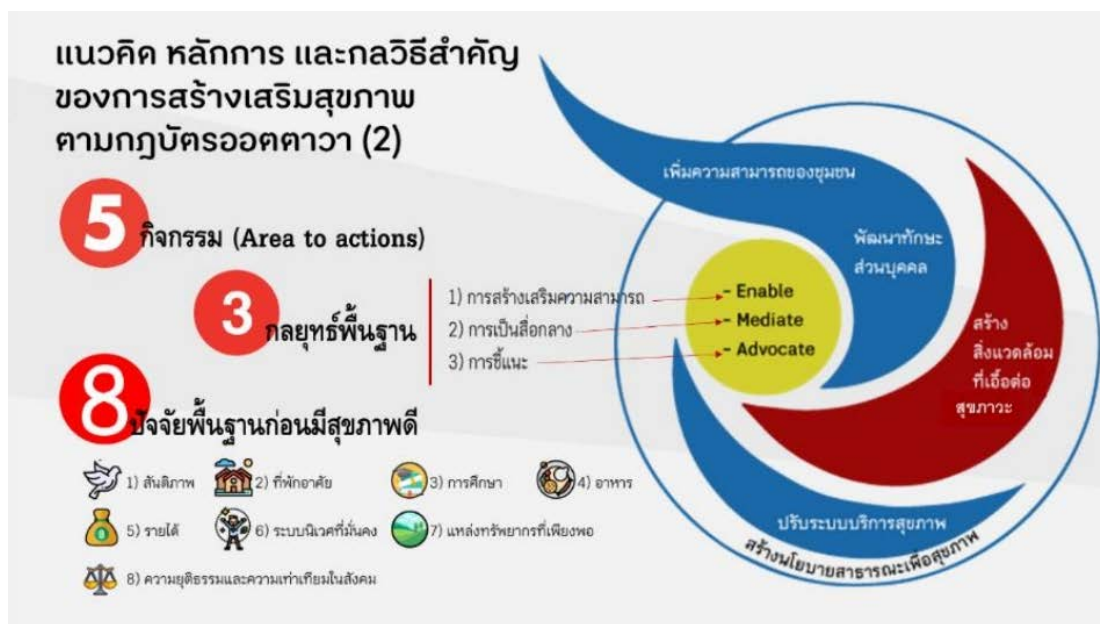 แนวคิด หลักการ และกลวิธีสำคัญ
ของการสร้างเสริมสุขภาพ
ตามกฎบัตรออตตาวา (2)
5 กิจกรรม (Area to actions)
3 กลยุทธ์พื้นฐาน
1) การสร้างเสริมความสามารถ
2) การเป็นสื่อกลาง
3) การชี้แนะ
- Enable
- Mediate
- Advocate
8 ปัจจัยพื้นฐานก่อนมีสุขภาพดี
1) สันติภาพ
2) ที่พักอาศัย
3) การศึกษา
4) อาหาร
5) รายได้
6) ระบบนิเวศที่มั่นคง
7) แหล่งทรัพยากรที่เพียงพอ
8) ความยุติธรรมและความเท่าเทียมในสังคม
เพิ่มความสามารถของชุมชน
พัฒนาทักษะ
ส่วนบุคคล
สร้าง
สิ่งแวดล้อม
ที่เอื้อต่อ
สุขภาวะ
ปรับระบบบริการสุขภาพ
สร้างนโยบายสาธารณะเพื่อสุขภาพ